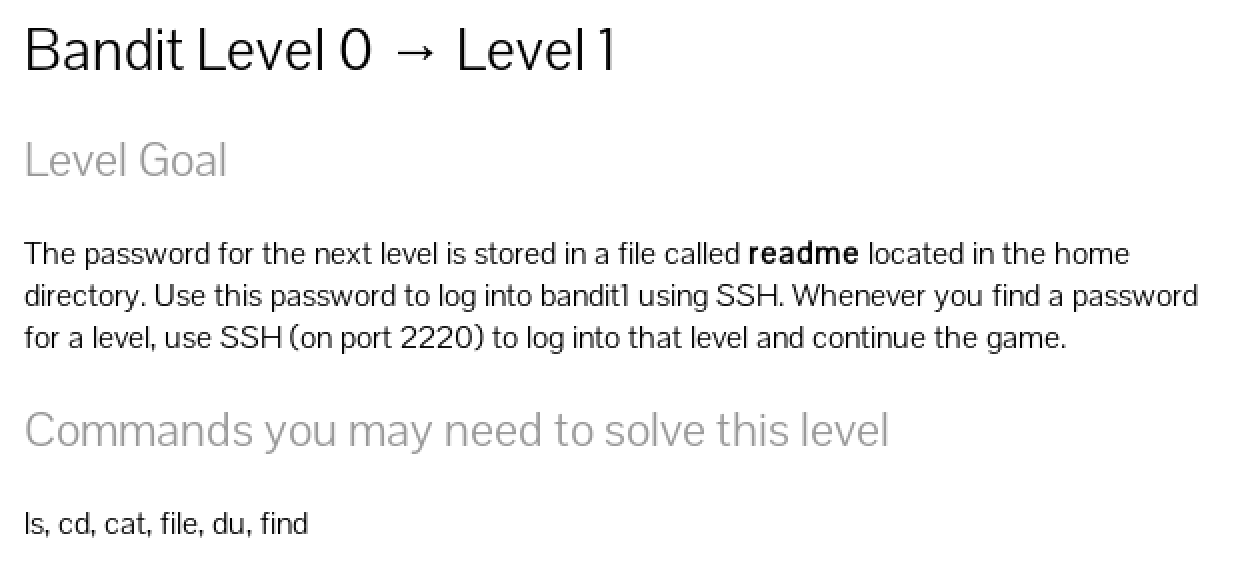 Bandit Level 0 → Level 1
Level Goal
The password for the next level is stored in a file called readme located in the home
directory. Use this password to log into bandit1 using SSH. Whenever you find a password
for a level, use SSH (on port 2220) to log into that level and continue the game.
Commands you may need to solve this level
ls, cd, cat, file, du, find